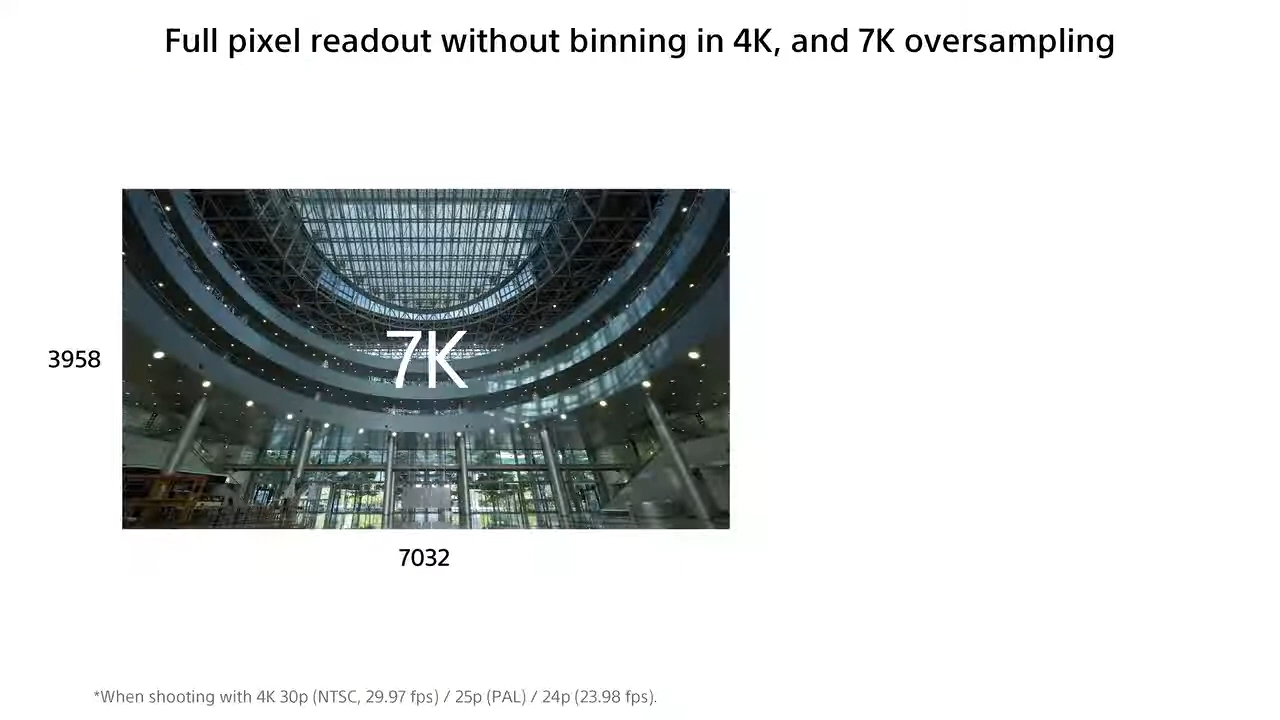 Full pixel readout without binning in 4K, and 7K oversampling
7K
3958
7032
*When shooting with 4K 30p (NTSC, 29.97 fps) / 25p (PAL) / 24p (23.98 fps).